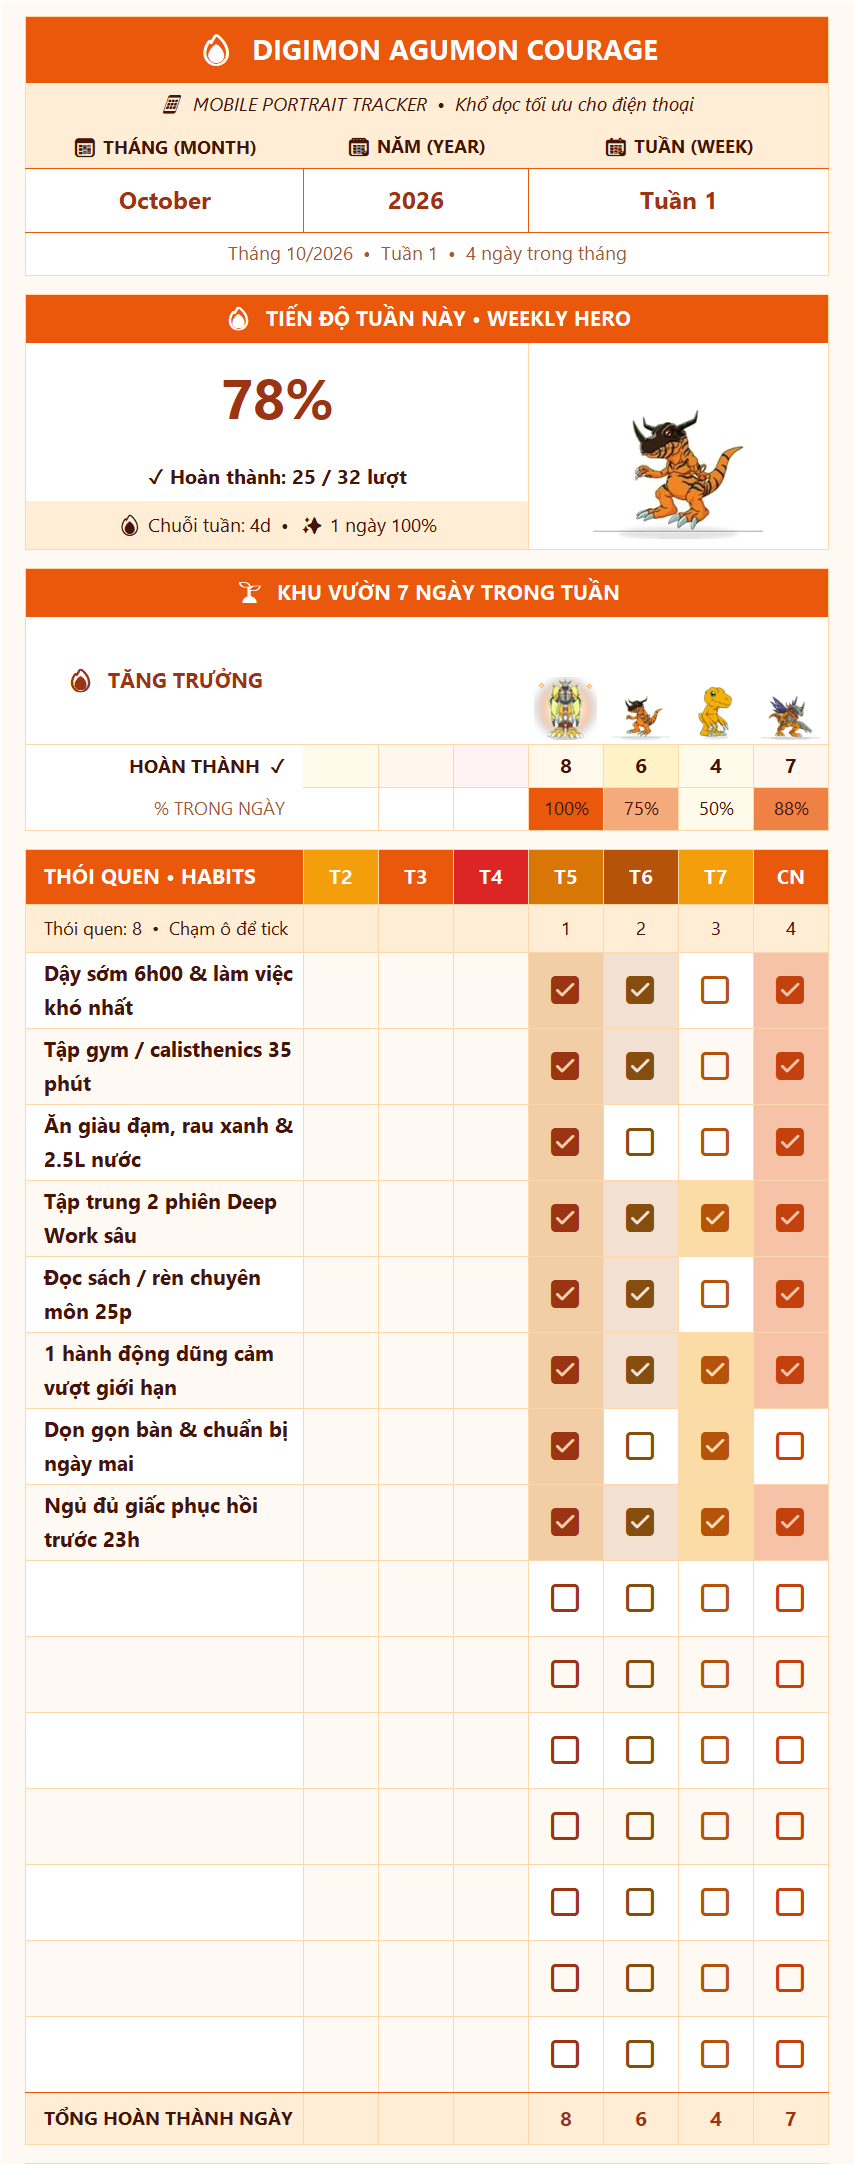 DIGIMON AGUMON COURAGE
MOBILE PORTRAIT TRACKER • Khổ dọc tối ưu cho điện thoại
THÁNG (MONTH) NĂM (YEAR) TUẦN (WEEK)
October 2026 Tuần 1
Tháng 10/2026 • Tuần 1 • 4 ngày trong tháng
TIẾN ĐỘ TUẦN NÀY • WEEKLY HERO
78%
✓ Hoàn thành: 25 / 32 lượt
Chuỗi tuần: 4d • ✨ 1 ngày 100%
KHU VƯỜN 7 NGÀY TRONG TUẦN
TĂNG TRƯỞNG
HOÀN THÀNH ✓ 8 6 4 7
% TRONG NGÀY 100% 75% 50% 88%
THÓI QUEN • HABITS T2 T3 T4 T5 T6 T7 CN
Thói quen: 8 • Chạm ô để tick 1 2 3 4
Dậy sớm 6h00 & làm việc
khó nhất
Tập gym / calisthenics 35
phút
Ăn giàu đạm, rau xanh &
2.5L nước
Tập trung 2 phiên Deep
Work sâu
Đọc sách / rèn chuyên
môn 25p
1 hành động dũng cảm
vượt giới hạn
Dọn gọn bàn & chuẩn bị
ngày mai
Ngủ đủ giấc phục hồi
trước 23h
TỔNG HOÀN THÀNH NGÀY 8 6 4 7